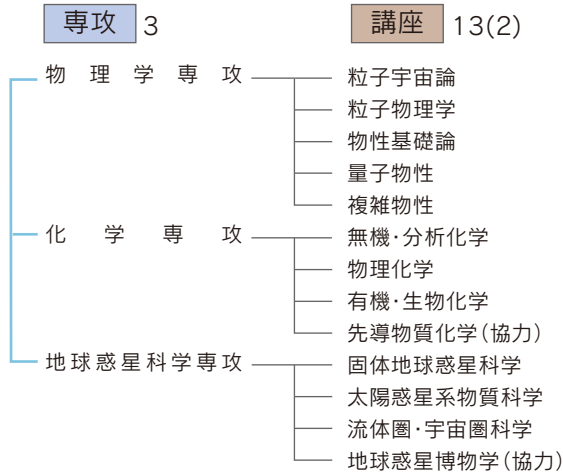 専攻 3
講座 13(2)
物理学専攻
粒子宇宙論
粒子物理学
物性基礎論
量子物性
複雑物性
化学専攻
無機·分析化学
物理化学
有機·生物化学
先導物質化学(協力)
地球惑星科学専攻
固体地球惑星科学
太陽惑星系物質科学
流体圏·宇宙圏科学
地球惑星博物学(協力)